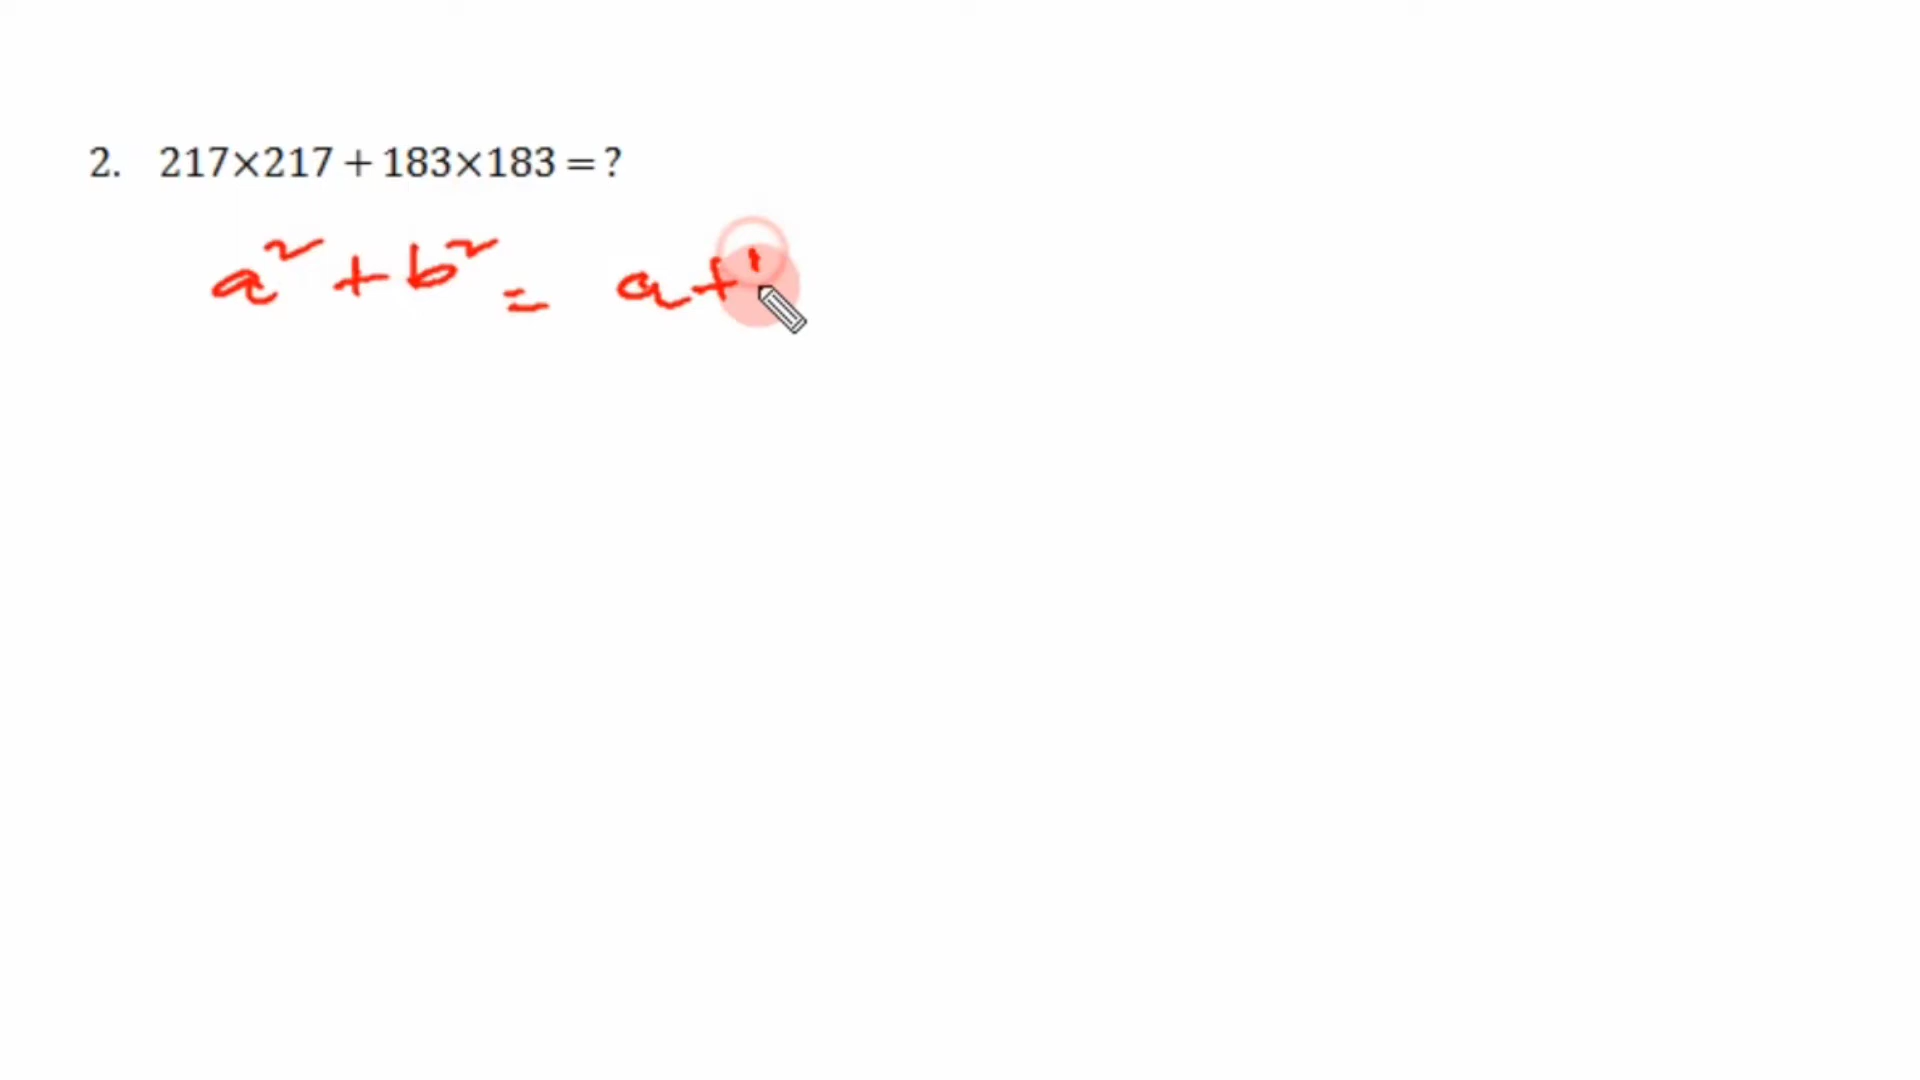 2. 217×217+183×183=?
a²+b² = a+